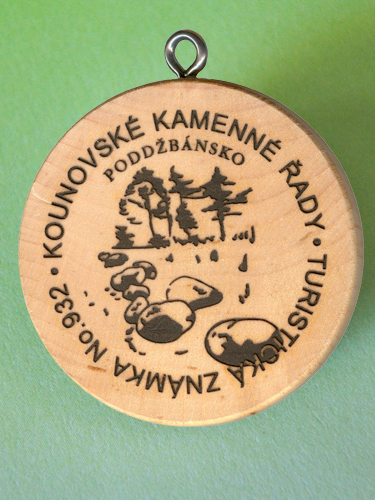 KOUNOVSKÉ KAMENNÉ ŘADY
PODDŽBÁNSKO
TURISTICKÁ ZNÁMKA No.932